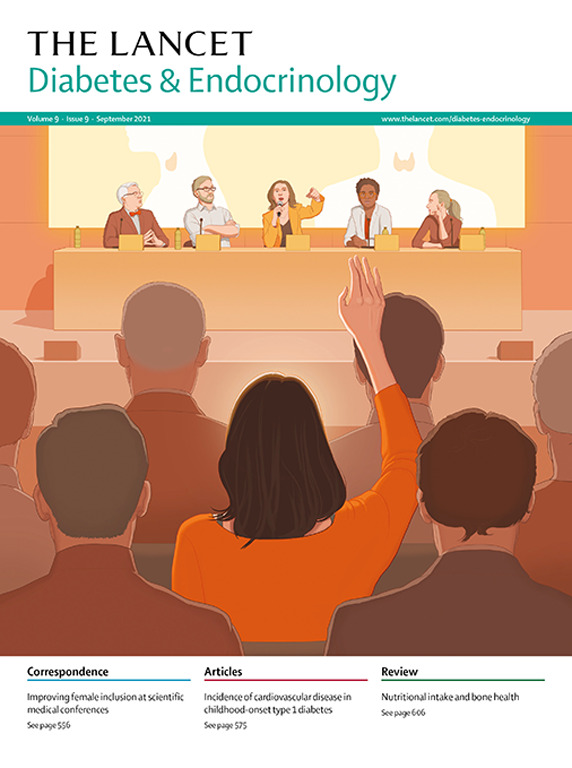 THE LANCET
Diabetes & Endocrinology
Volume 9 · Issue 9 · September 2021
www.thelancet.com/diabetes-endocrinology
Correspondence
Improving female inclusion at scientific
medical conferences
See page 556
Articles
Incidence of cardiovascular disease in
childhood-onset type 1 diabetes
See page 575
Review
Nutritional intake and bone health
See page 606